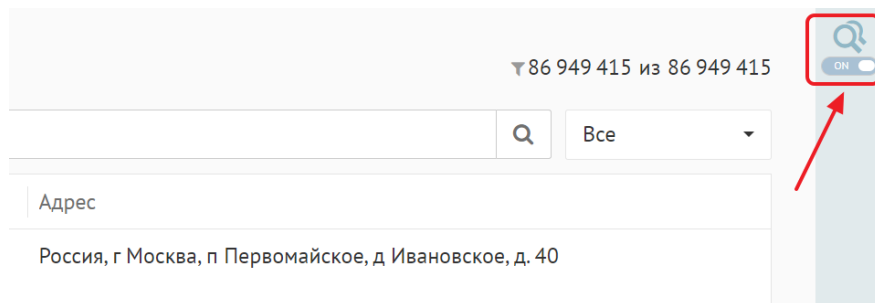 86 949 415 из 86 949 415
ON
Все
Адрес
Россия, г Москва, п Первомайское, д Ивановское, д. 40